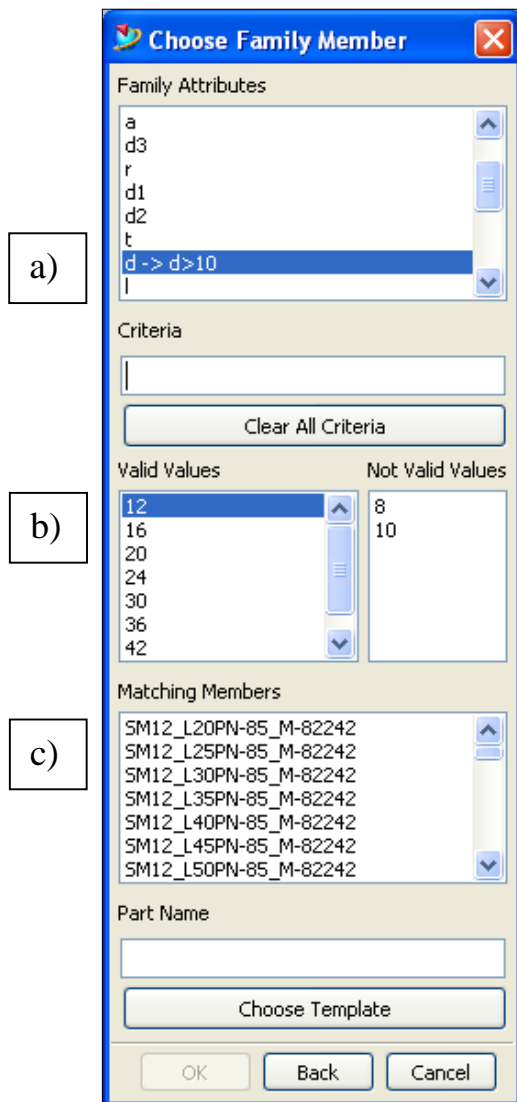 Choose Family Member
Family Attributes
a
d3
r
d1
d2
t
a)
d -> d>10
l
Criteria
Clear All Criteria
Valid Values Not Valid Values
b)
12
16
20
24
30
36
42
8
10
Matching Members
c)
SM12_L20PN-85_M-82242
SM12_L25PN-85_M-82242
SM12_L30PN-85_M-82242
SM12_L35PN-85_M-82242
SM12_L40PN-85_M-82242
SM12_L45PN-85_M-82242
SM12_L50PN-85_M-82242
Part Name
Choose Template
OK Back Cancel